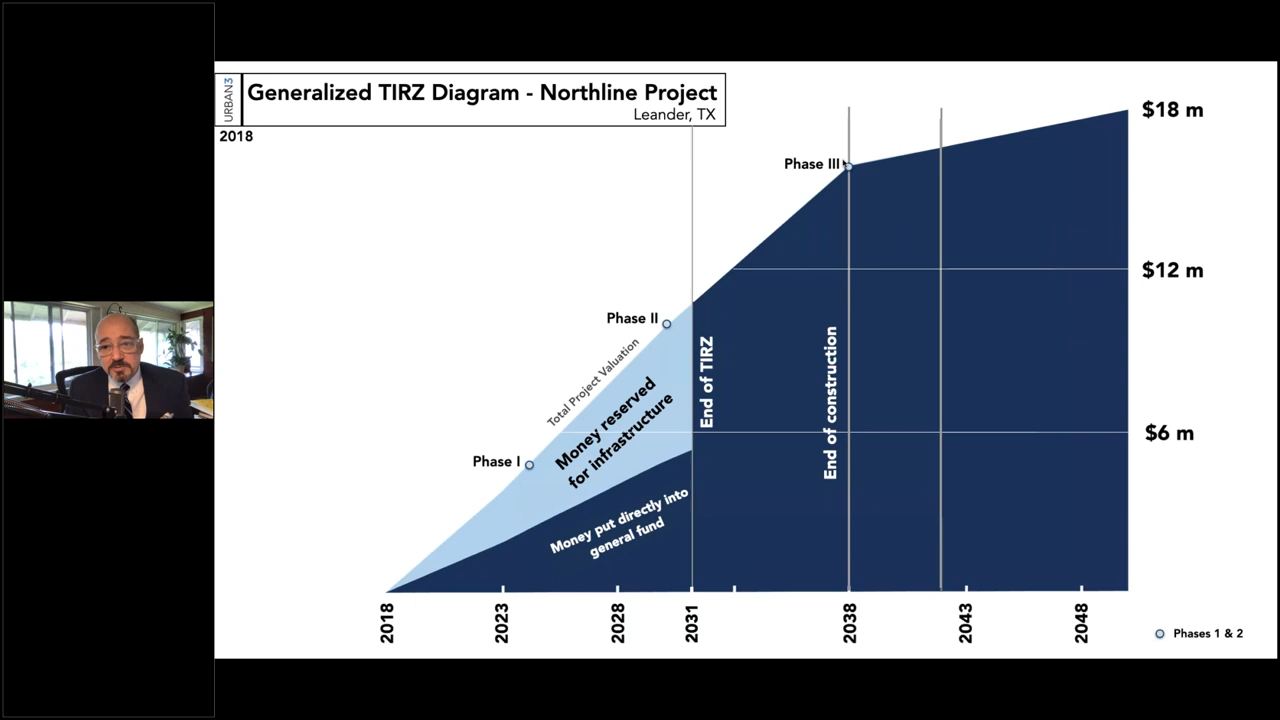 URBAN3
Generalized TIRZ Diagram - Northline Project
Leander, TX
2018
$18 m
Phase III
$12 m
Phase II
Total Project Valuation
End of TIRZ
End of construction
Money reserved
for infrastructure
$6 m
Phase I
Money put directly into
general fund
2018
2023
2028
2031
2038
2043
2048
Phases 1 & 2